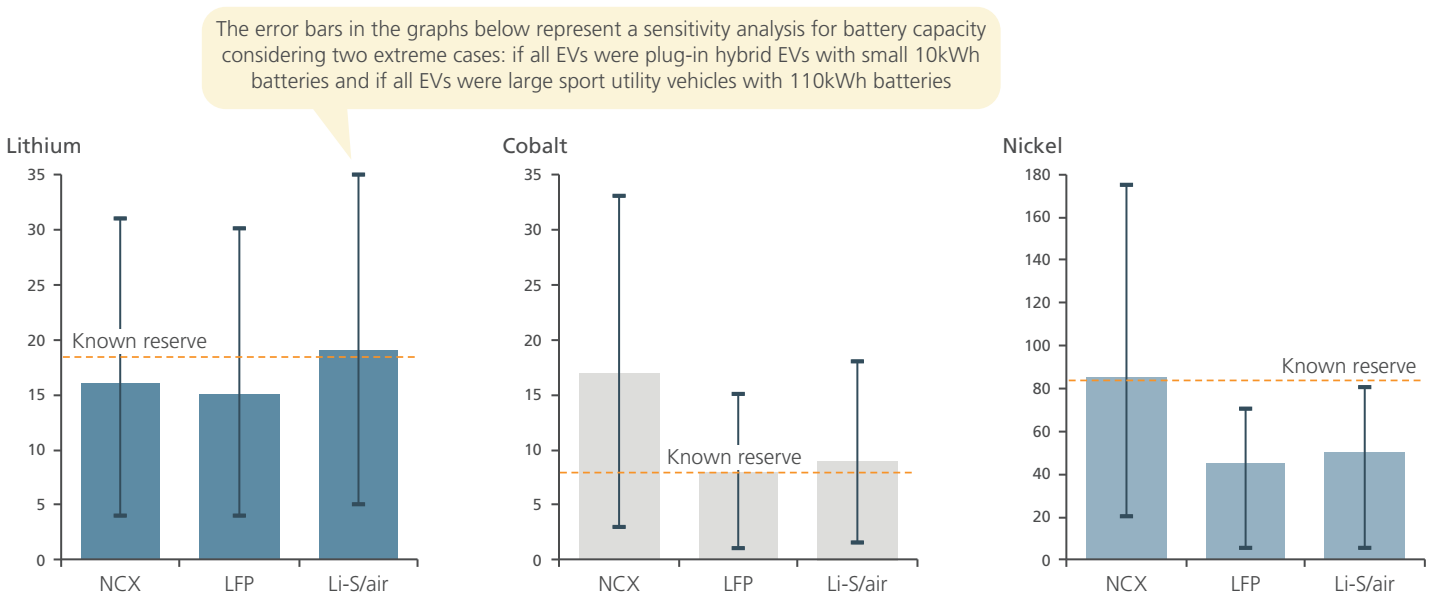 The error bars in the graphs below represent a sensitivity analysis for battery capacity
considering two extreme cases: if all EVs were plug-in hybrid EVs with small 10kWh
batteries and if all EVs were large sport utility vehicles with 110kWh batteries
Lithium
35
30
25
20
15
10
5
0
Known reserve
NCX LFP Li-S/air
Cobalt
35
30
25
20
15
10
5
0
Known reserve
NCX LFP Li-S/air
Nickel
180
160
140
120
100
80
60
40
20
0
Known reserve
NCX LFP Li-S/air